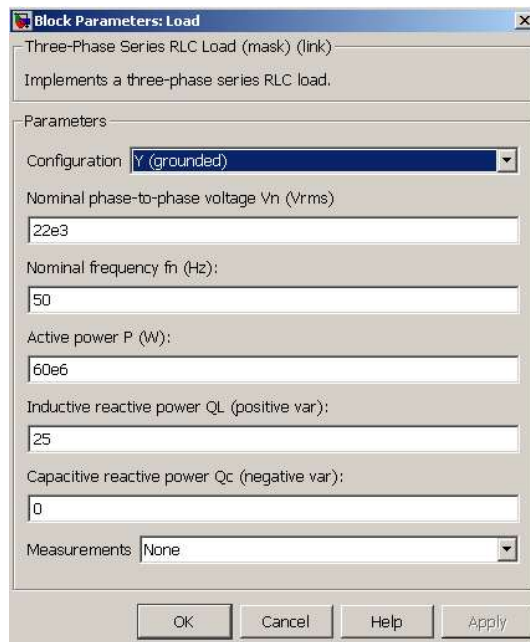 Block Parameters: Load
Three-Phase Series RLC Load (mask) (link)
Implements a three-phase series RLC load.
Parameters
Configuration Y (grounded)
Nominal phase-to-phase voltage Vn (Vrms)
22e3
Nominal frequency fn (Hz):
50
Active power P (W):
60e6
Inductive reactive power QL (positive var):
25
Capacitive reactive power Qc (negative var):
0
Measurements None
OK Cancel Help Apply